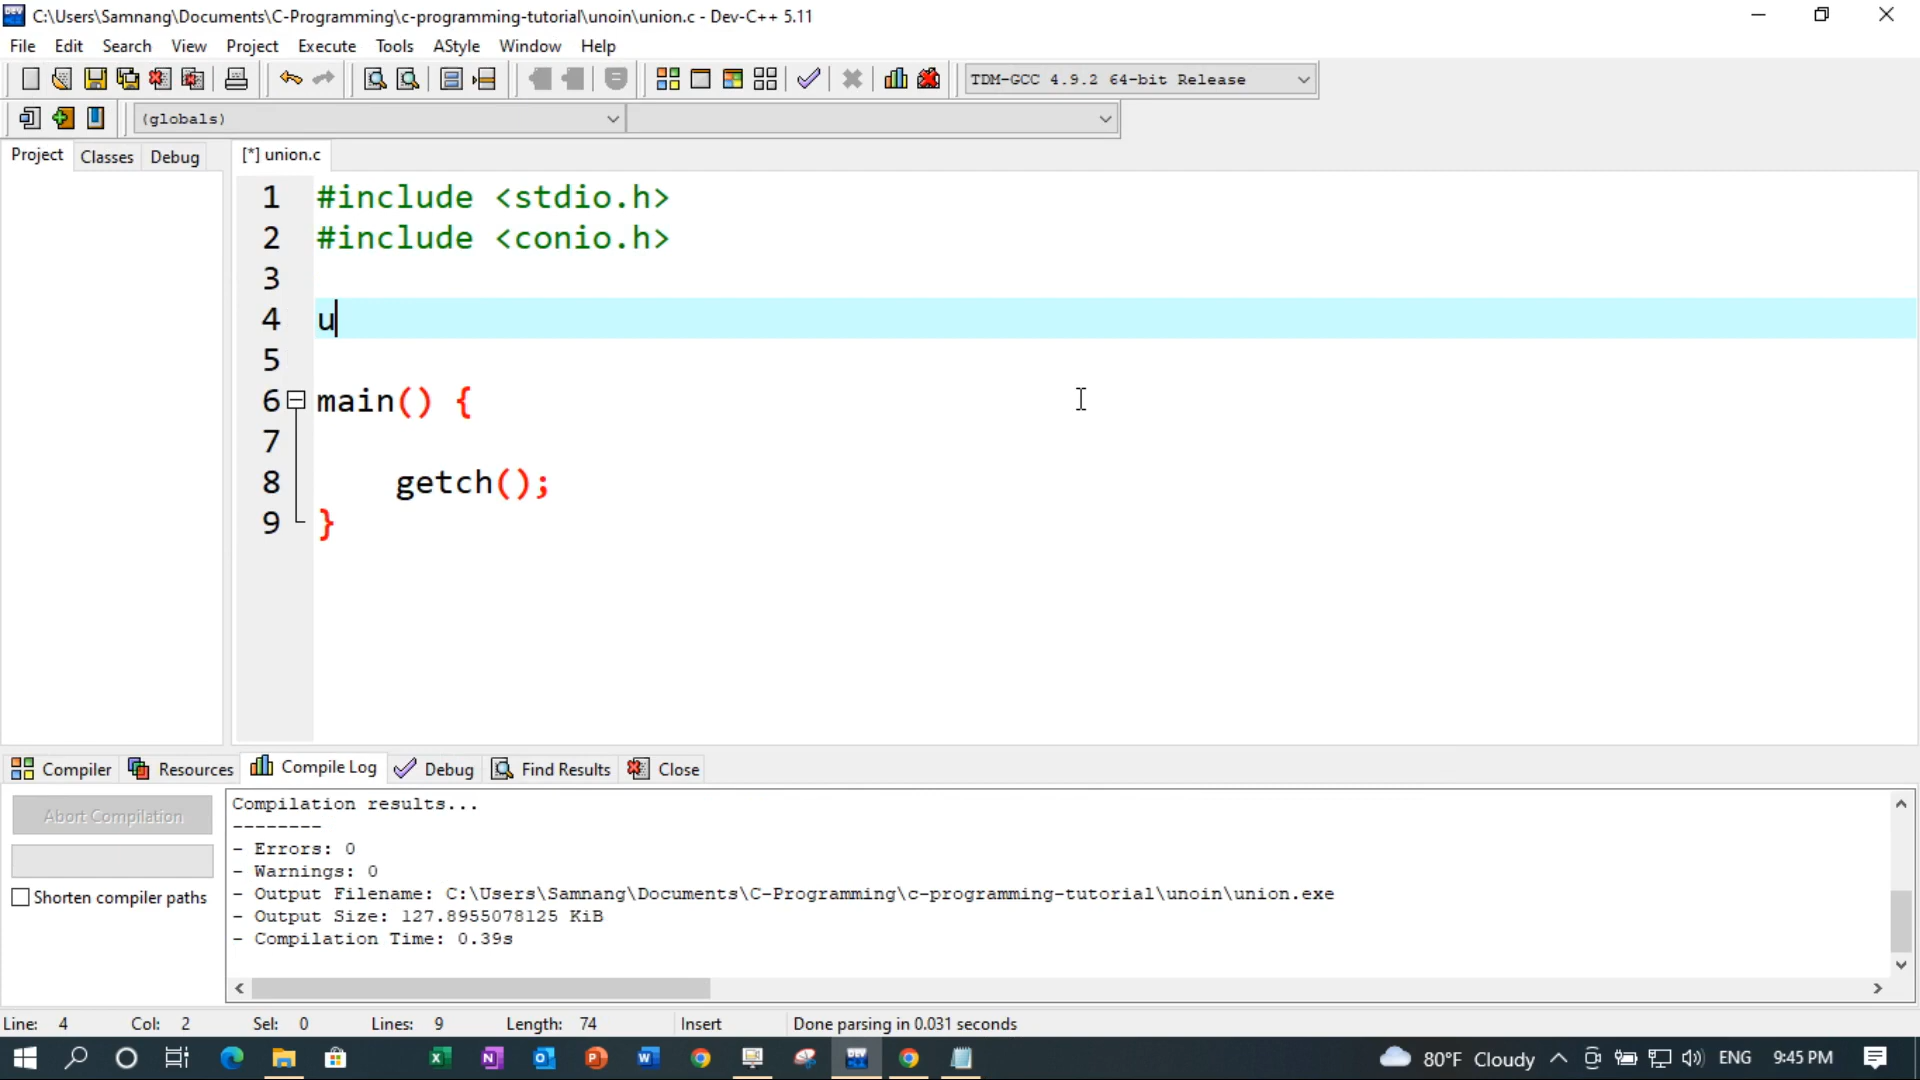 C:\Users\Samnang\Documents\C-Programming\c-programming-tutorial\unoin\union.c - Dev-C++ 5.11
File Edit Search View Project Execute Tools AStyle Window Help
TDM-GCC 4.9.2 64-bit Release
(globals)
Project Classes Debug [*] union.c
1 #include <stdio.h>
2 #include <conio.h>
3
4 u
5
6 main() {
7
8 getch();
9 }
Compiler Resources Compile Log Debug Find Results Close
Abort Compilation
Shorten compiler paths
Compilation results...
--------
- Errors: 0
- Warnings: 0
- Output Filename: C:\Users\Samnang\Documents\C-Programming\c-programming-tutorial\unoin\union.exe
- Output Size: 127.8955078125 KiB
- Compilation Time: 0.39s
Line: 4 Col: 2 Sel: 0 Lines: 9 Length: 74 Insert Done parsing in 0.031 seconds
80°F Cloudy ENG 9:45 PM